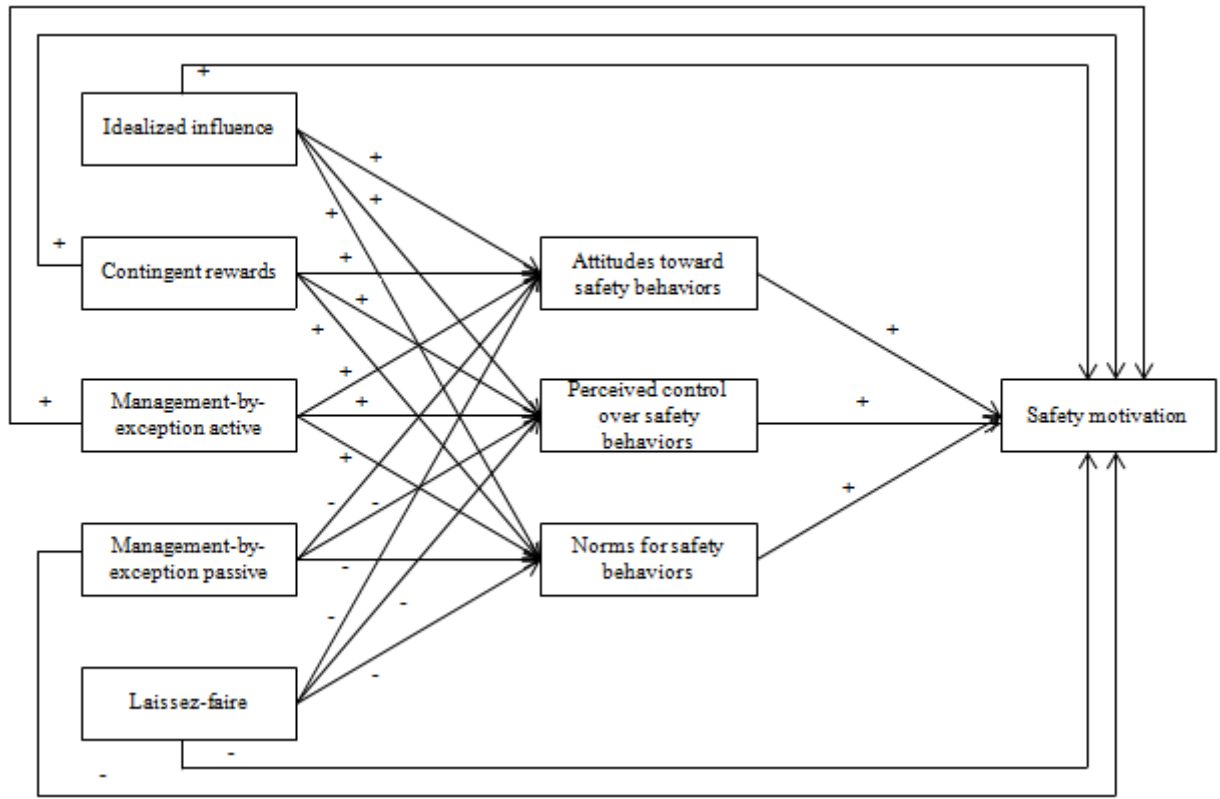 +
Idealized influence
+
+
+
+
Contingent rewards
+
+
+
Attitudes toward
safety behaviors
+
+
Management-by-
exception active
+
+
+
Perceived control
over safety
behaviors
+
Safety motivation
-
-
+
Management-by-
exception passive
-
Norms for safety
behaviors
-
-
Laissez-faire
-
-
-